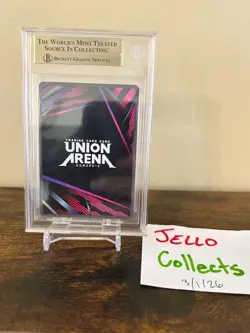 THE WORLD'S MOST TRUSTED
SOURCE IN COLLECTING™
B BECKETT GRADING SERVICES®
TRADING CARD GAME
UNION
ARENA
ユニオンアリーナ
JELLO
Collects
3/1/26